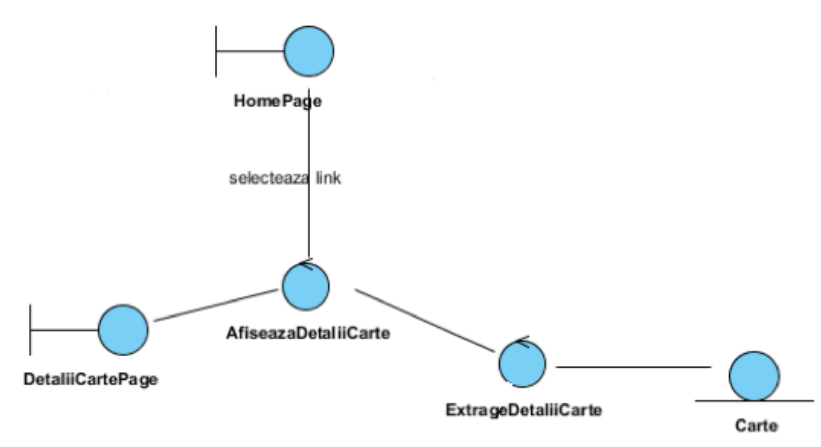 HomePage
selecteaza link
AfiseazaDetaliiCarte
DetaliiCartePage
ExtrageDetaliiCarte
Carte